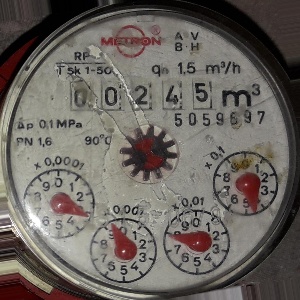 METRON
A V
B H
RP
TSk 1-50
qn 1,5 m³/h
00245 m³
5059697
Δp 0,1 MPa
PN 1,6
90°C
x 0,0001
x 0,1
x 0,001
x 0,01